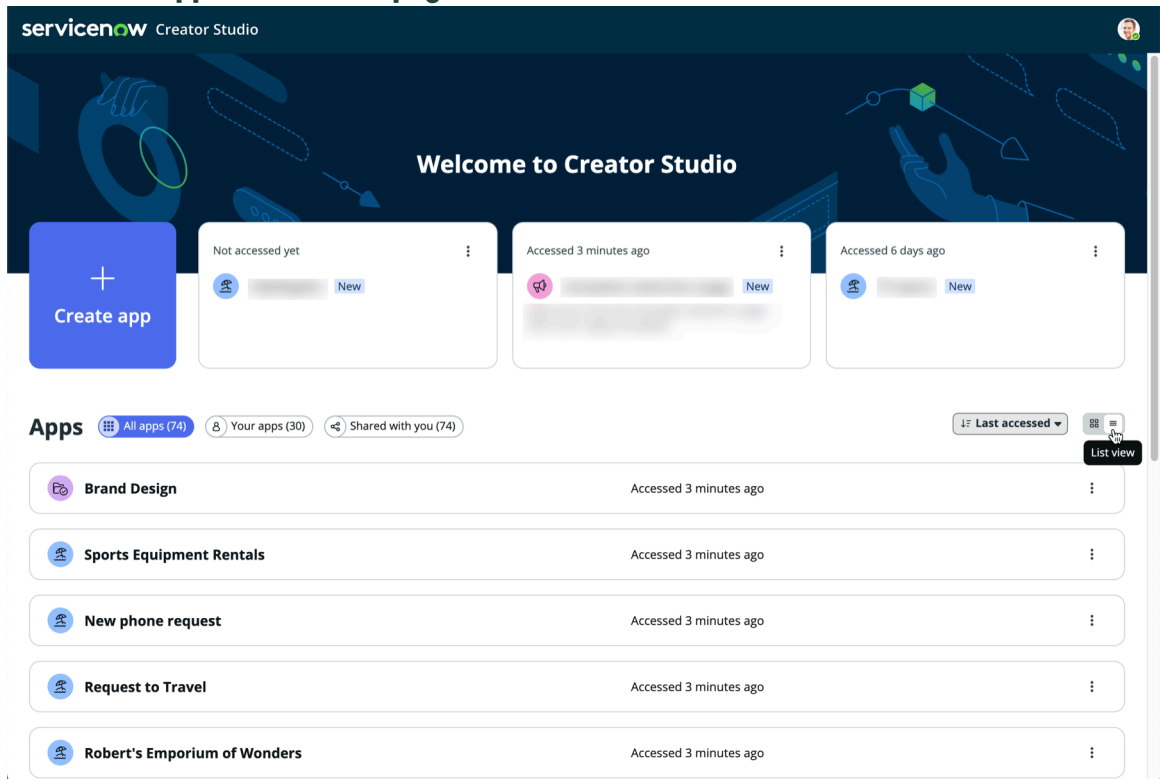 servicenow Creator Studio
Welcome to Creator Studio
Create app
Not accessed yet
New
Accessed 3 minutes ago
New
Accessed 6 days ago
New
Apps All apps (74) Your apps (30) Shared with you (74) Last accessed
List view
Brand Design Accessed 3 minutes ago
Sports Equipment Rentals Accessed 3 minutes ago
New phone request Accessed 3 minutes ago
Request to Travel Accessed 3 minutes ago
Robert's Emporium of Wonders Accessed 3 minutes ago